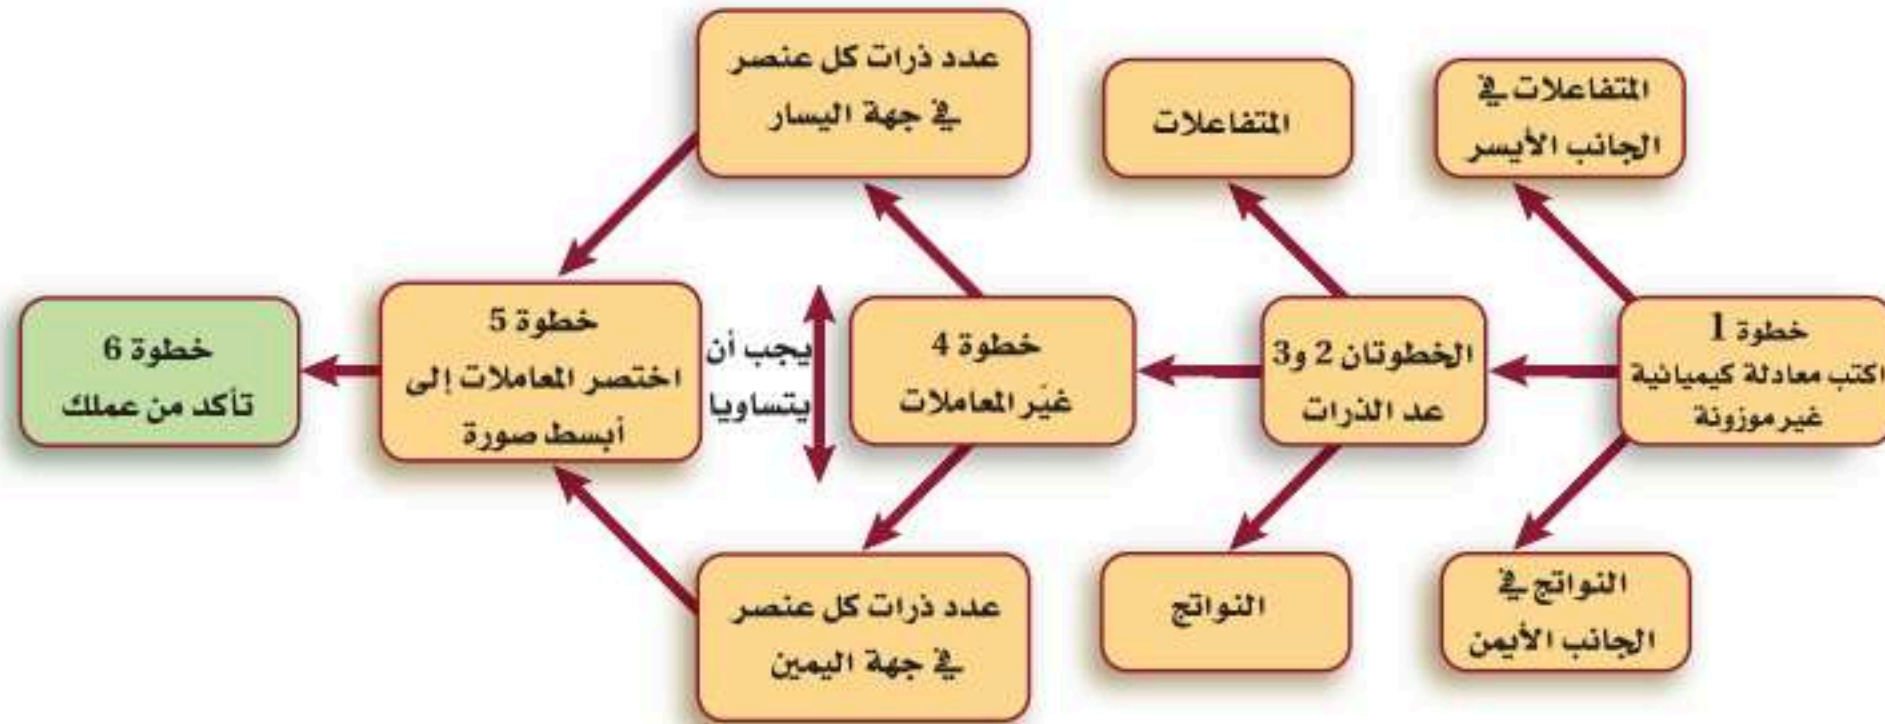 المتفاعلات في
الجانب الأيسر
خطوة 1
اكتب معادلة كيميائية
غير موزونة
النواتج في
الجانب الأيمن
المتفاعلات
الخطوتان 2 و3
عد الذرات
النواتج
عدد ذرات كل عنصر
في جهة اليسار
خطوة 4
غيّر المعاملات
يجب أن
يتساويا
عدد ذرات كل عنصر
في جهة اليمين
خطوة 5
اختصر المعاملات إلى
أبسط صورة
خطوة 6
تأكد من عملك